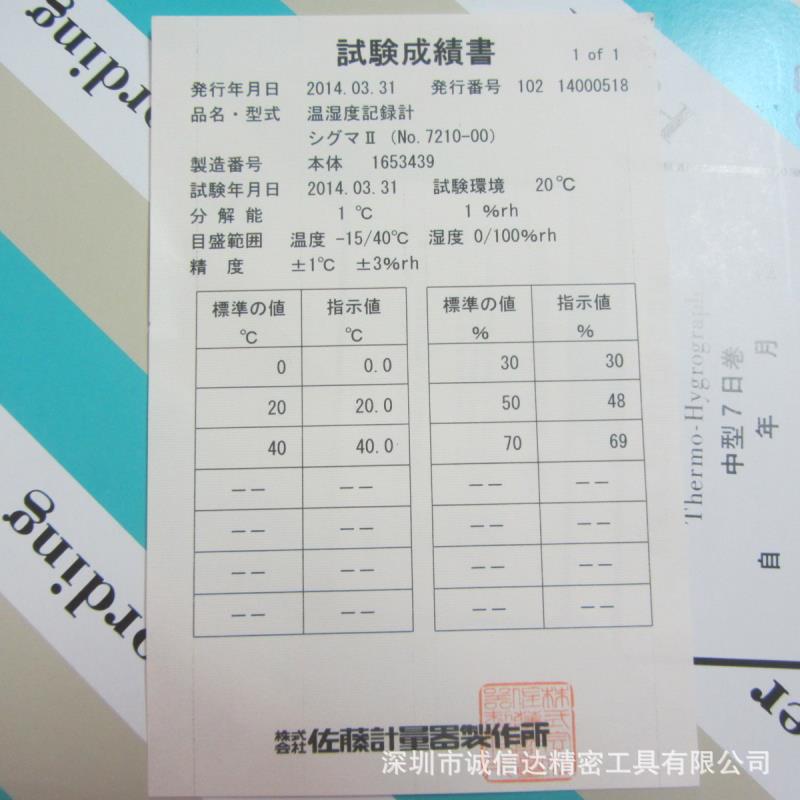 試験成績書
1 of 1
発行年月日 2014.03.31 発行番号 102 14000518
品名・型式 温湿度記録計
シグマⅡ (No.7210-00)
製造番号 本体 1653439
試験年月日 2014.03.31 試験環境 20℃
分解能 1 ℃ 1 %rh
目盛範囲 温度 -15/40℃ 湿度 0/100%rh
精度 ±1℃ ±3%rh
標準の値 指示値 標準の値 指示値
℃ ℃ % %
0 0.0 30 30
20 20.0 50 48
40 40.0 70 69
-- -- -- --
-- -- -- --
-- -- -- --
-- -- -- --
株式会社 佐藤計量器製作所
深圳市诚信达精密工具有限公司
Thermo-Hygrograph
中型7日巻
自 年 月
rding
ording
er